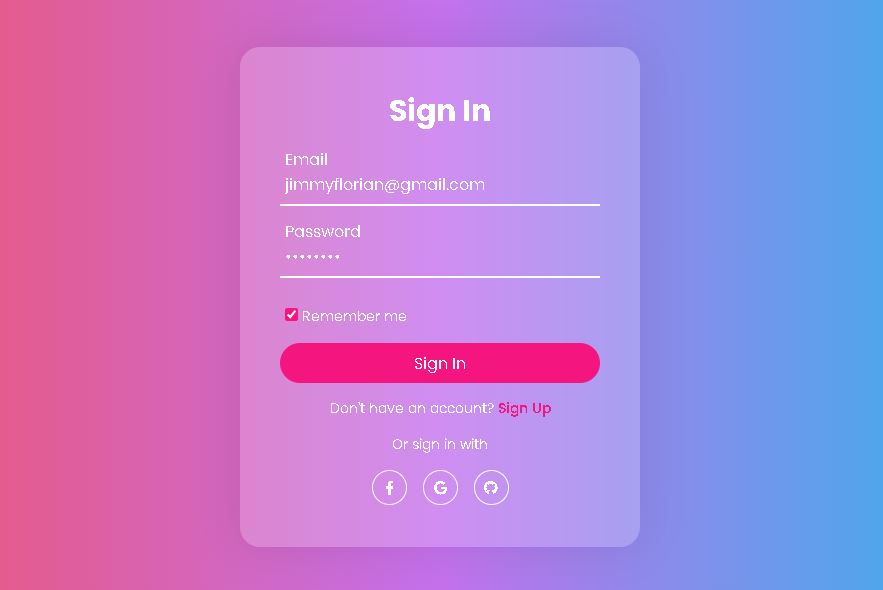 Sign In
Email
jimmyflorian@gmail.com
Password
••••••••
Remember me
Sign In
Don't have an account? Sign Up
Or sign in with